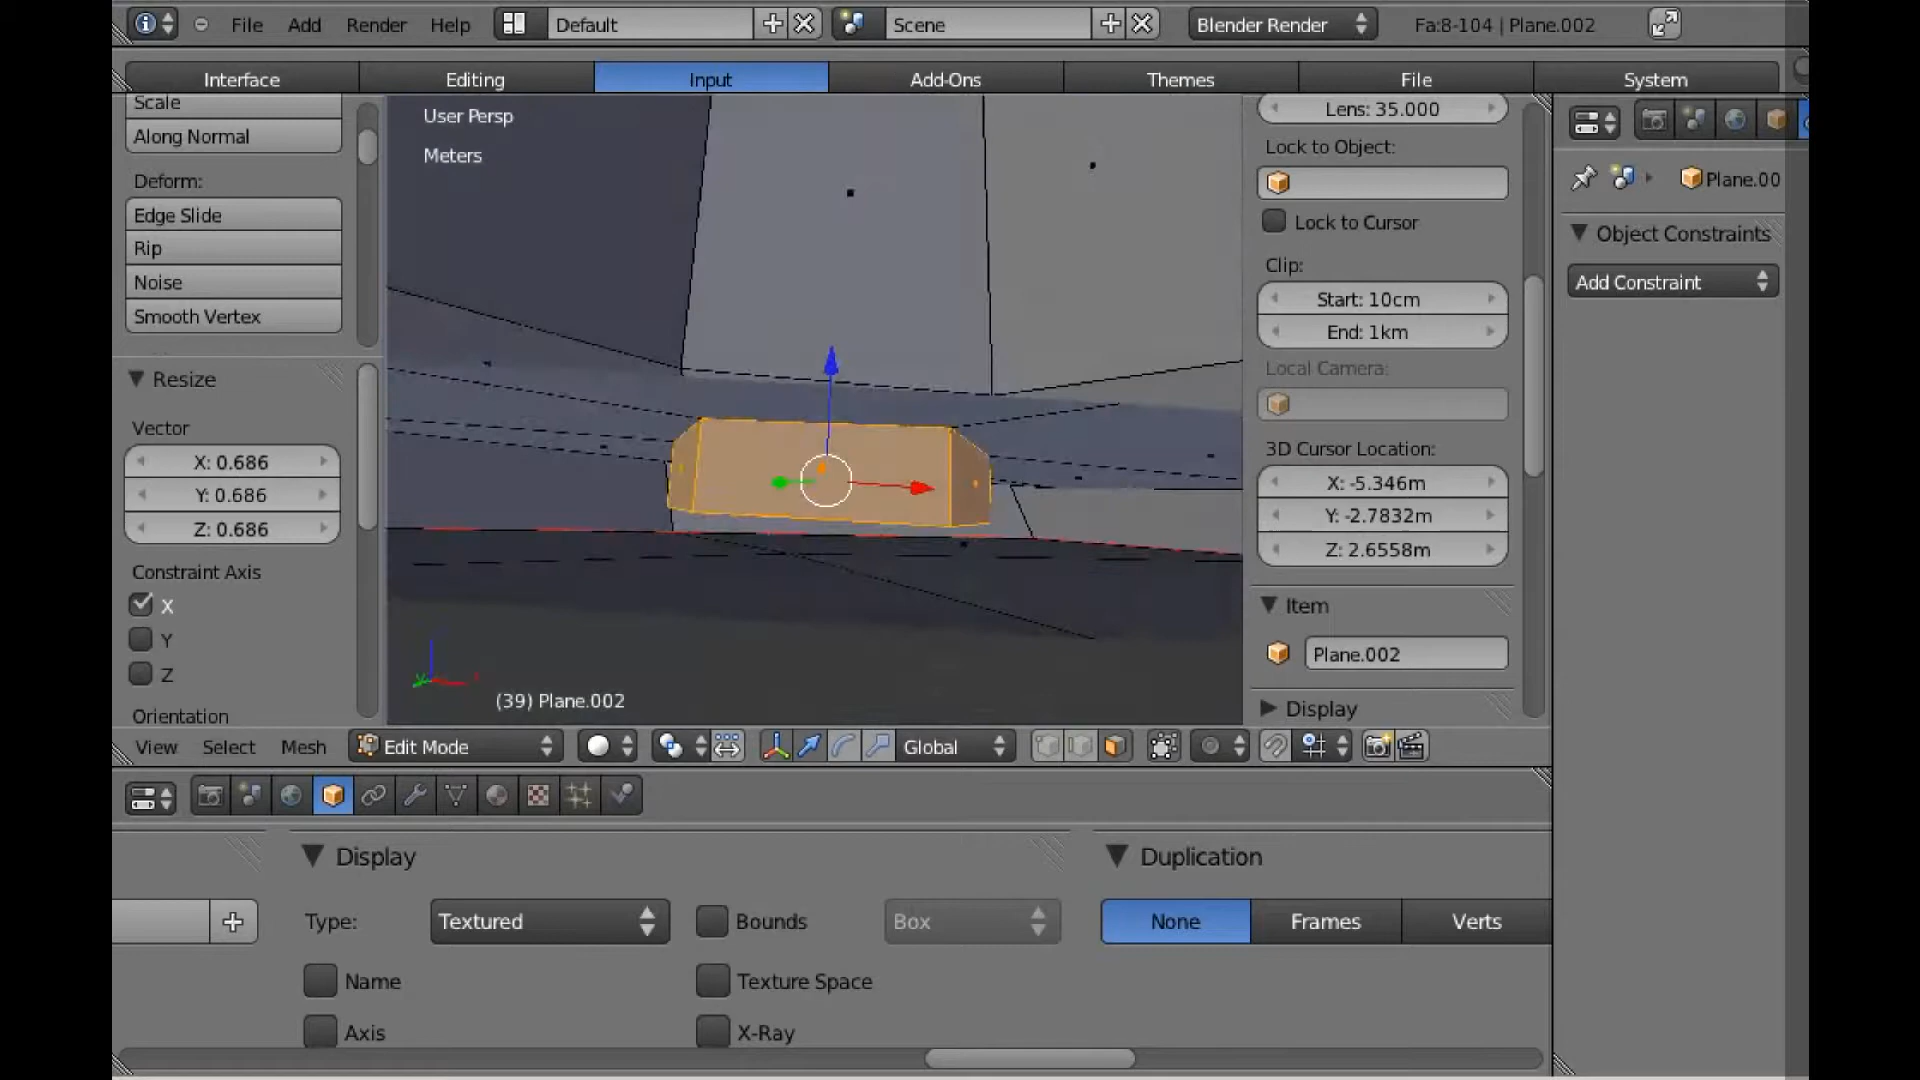 File Add Render Help Default Scene Blender Render Fa:8-104 | Plane.002
Interface Editing Input Add-Ons Themes File System
Scale
Along Normal
Deform:
Edge Slide
Rip
Noise
Smooth Vertex
Resize
Vector
X: 0.686
Y: 0.686
Z: 0.686
Constraint Axis
X
Y
Z
Orientation
User Persp
Meters
(39) Plane.002
Lens: 35.000
Lock to Object:
Lock to Cursor
Clip:
Start: 10cm
End: 1km
Local Camera:
3D Cursor Location:
X: -5.346m
Y: -2.7832m
Z: 2.6558m
Item
Plane.002
Display
Plane.00
Object Constraints
Add Constraint
View Select Mesh Edit Mode Global
Display
Type: Textured Bounds Box
Name Texture Space
Axis X-Ray
Duplication
None Frames Verts